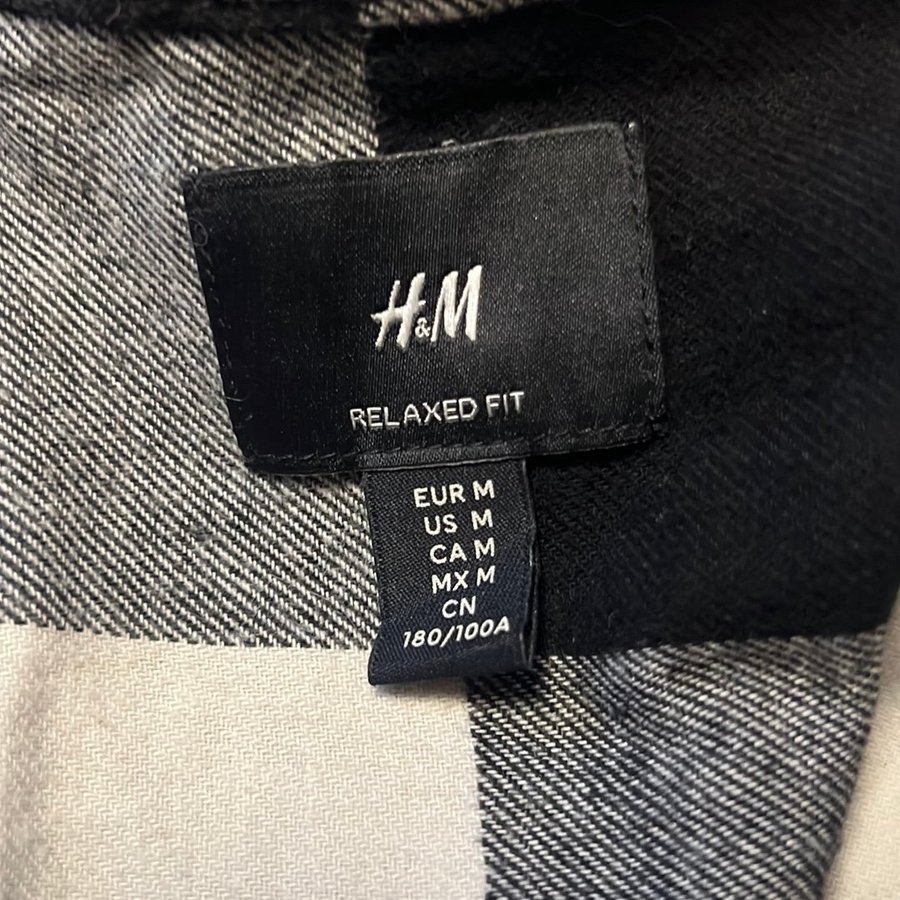 H&M
RELAXED FIT
EUR M
US M
CA M
MX M
CN
180/100A